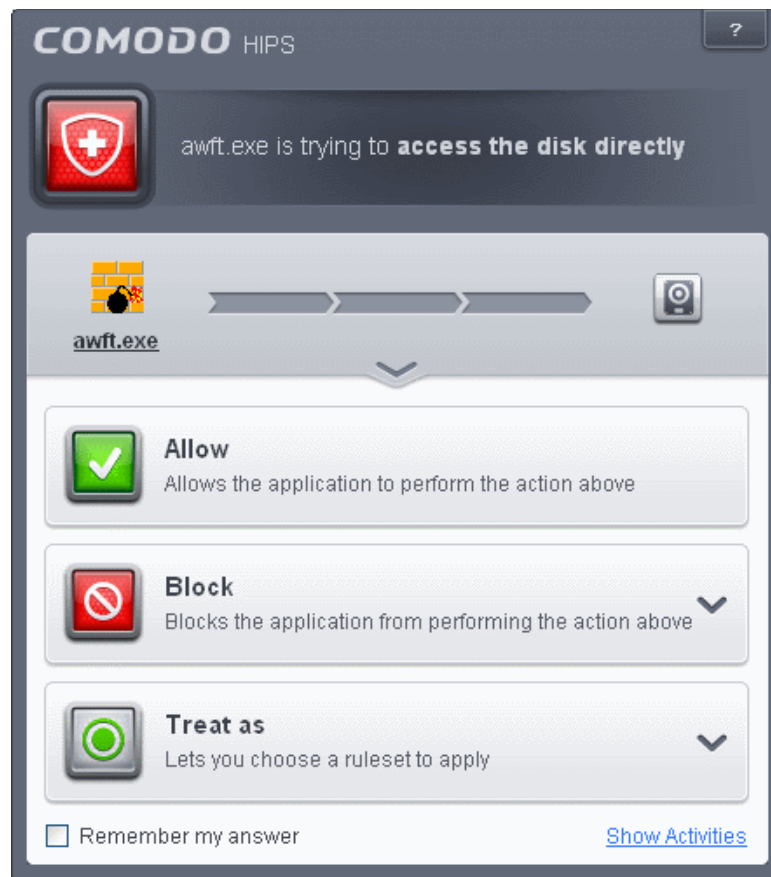 COMODO HIPS
?
awft.exe is trying to access the disk directly
awft.exe
Allow
Allows the application to perform the action above
Block
Blocks the application from performing the action above
Treat as
Lets you choose a ruleset to apply
Remember my answer
Show Activities